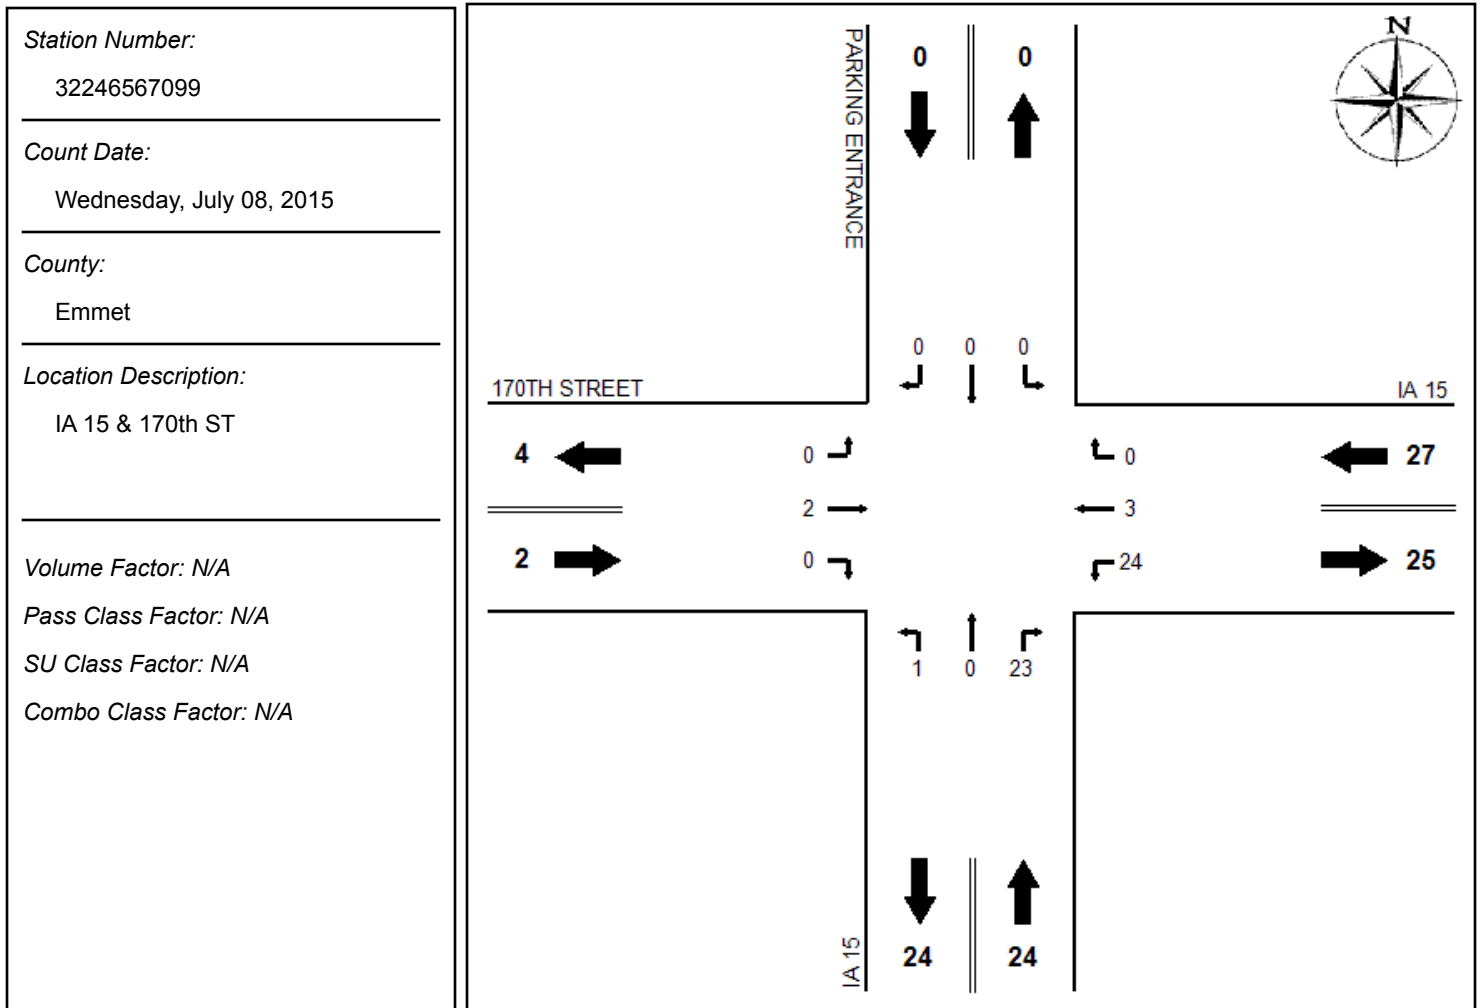 Station Number:
32246567099
Count Date:
Wednesday, July 08, 2015
County:
Emmet
Location Description:
IA 15 & 170th ST
Volume Factor: N/A
Pass Class Factor: N/A
SU Class Factor: N/A
Combo Class Factor: N/A
N
PARKING ENTRANCE
0 0
0 0 0
170TH STREET
IA 15
4 0 0 27
2 3
2 0 24 25
1 0 23
IA 15
24 24